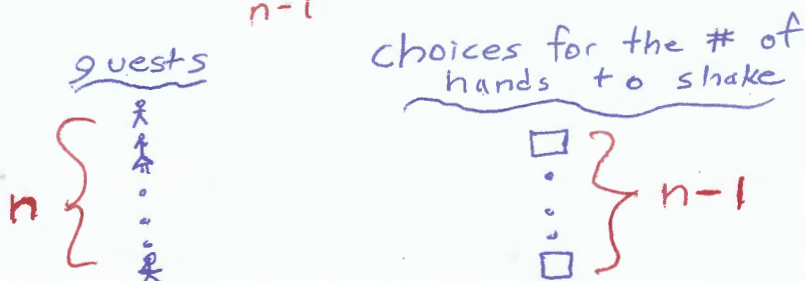 n-1
guests
choices for the # of
hands to shake
n
n-1